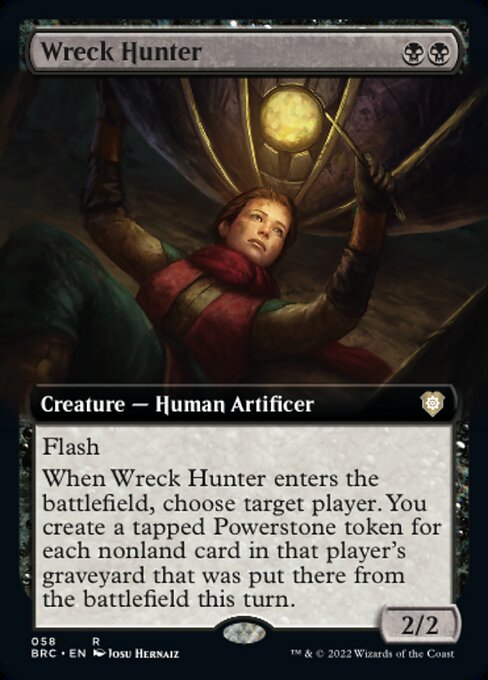 Wreck Hunter
Creature — Human Artificer
Flash
When Wreck Hunter enters the
battlefield, choose target player. You
create a tapped Powerstone token for
each nonland card in that player's
graveyard that was put there from
the battlefield this turn.
2/2
058 R
BRC • EN Josu Hernaiz
™ & © 2022 Wizards of the Coast